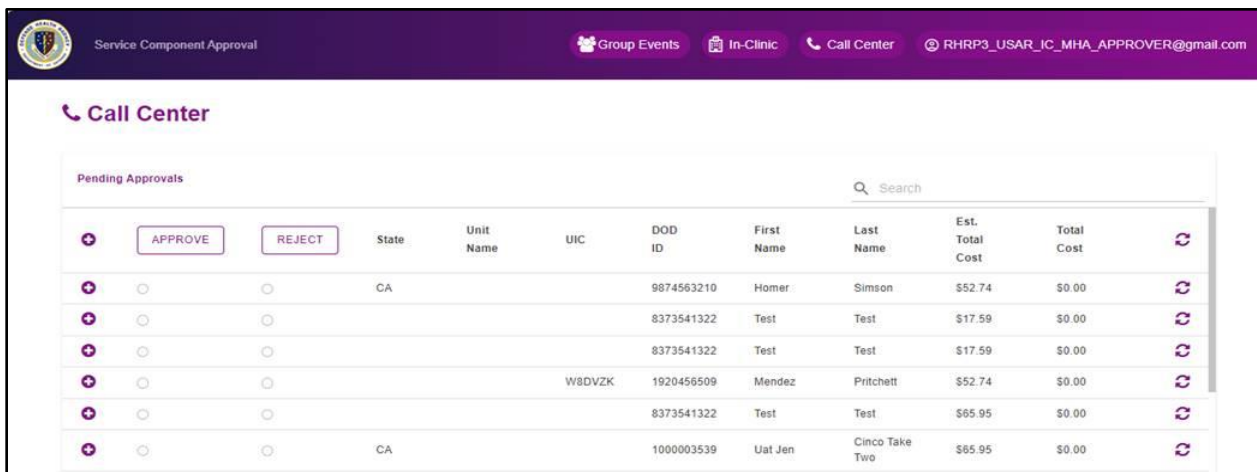 Service Component Approval Group Events In-Clinic Call Center RHRP3_USAR_IC_MHA_APPROVER@gmail.com
Call Center
Pending Approvals Search
APPROVE REJECT State Unit Name UIC DOD ID First Name Last Name Est. Total Cost Total Cost
CA 9874563210 Homer Simson $52.74 $0.00
8373541322 Test Test $17.59 $0.00
8373541322 Test Test $17.59 $0.00
W8DVZK 1920456509 Mendez Pritchett $52.74 $0.00
8373541322 Test Test $65.95 $0.00
CA 1000003539 Uat Jen Cinco Take Two $65.95 $0.00